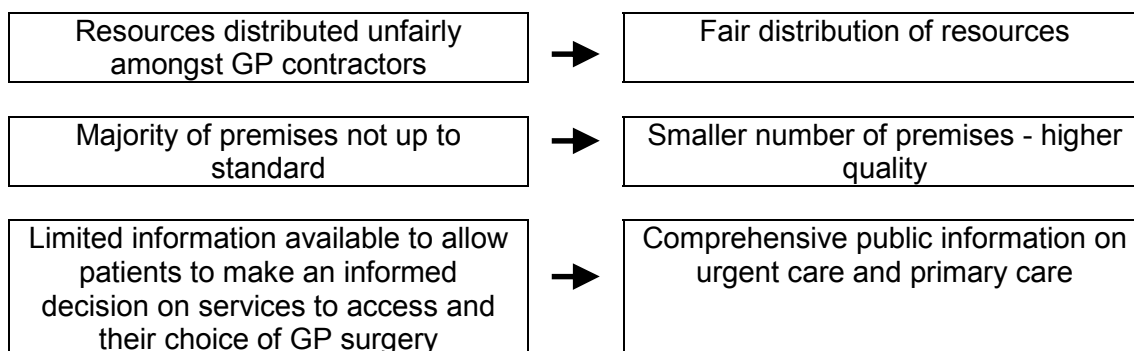 Resources distributed unfairly
amongst GP contractors
Fair distribution of resources
Majority of premises not up to
standard
Smaller number of premises - higher
quality
Limited information available to allow
patients to make an informed
decision on services to access and
their choice of GP surgery
Comprehensive public information on
urgent care and primary care